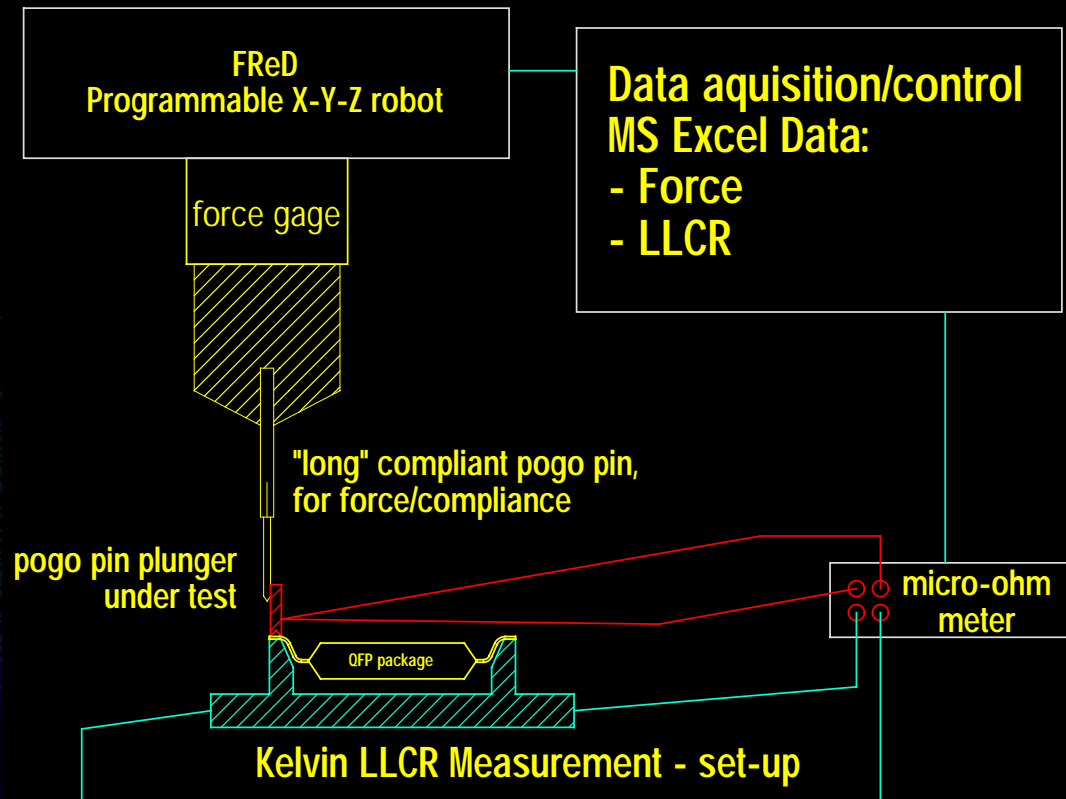 FReD
Programmable X-Y-Z robot
Data aquisition/control
MS Excel Data:
- Force
- LLCR
force gage
"long" compliant pogo pin,
for force/compliance
pogo pin plunger
under test
micro-ohm
meter
QFP package
Kelvin LLCR Measurement - set-up